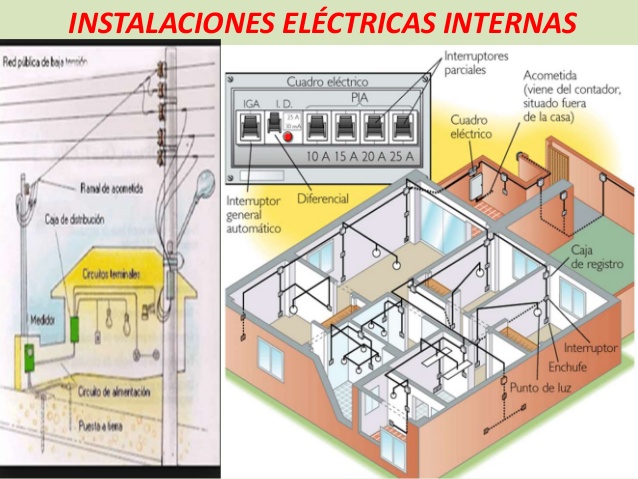 INSTALACIONES ELÉCTRICAS INTERNAS
Red pública de baja tensión
Ramal de acometida
Caja de distribución
Circuitos terminales
Medidor
Circuito de alimentación
Puesta a tierra
Cuadro eléctrico
IGA I. D. PIA
25 A
30 mA
10 A 15 A 20 A 25 A
Interruptor
general
automático
Diferencial
Interruptores
parciales
Acometida
(viene del contador,
situado fuera
de la casa)
Cuadro
eléctrico
Caja
de registro
Interruptor
Enchufe
Punto de luz